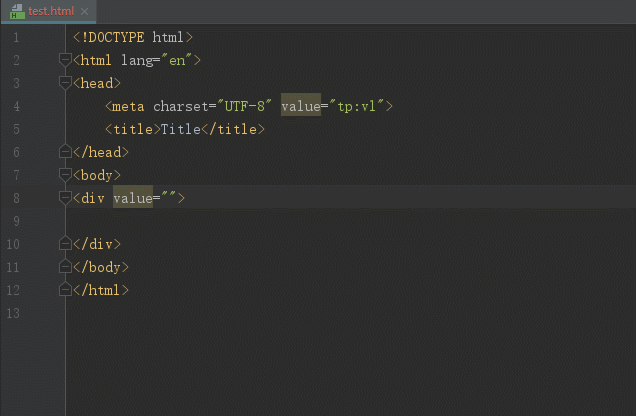 test.html
1 <!DOCTYPE html>
2 <html lang="en">
3 <head>
4     <meta charset="UTF-8" value="tp:vl">
5     <title>Title</title>
6 </head>
7 <body>
8 <div value="">
9
10 </div>
11 </body>
12 </html>
13